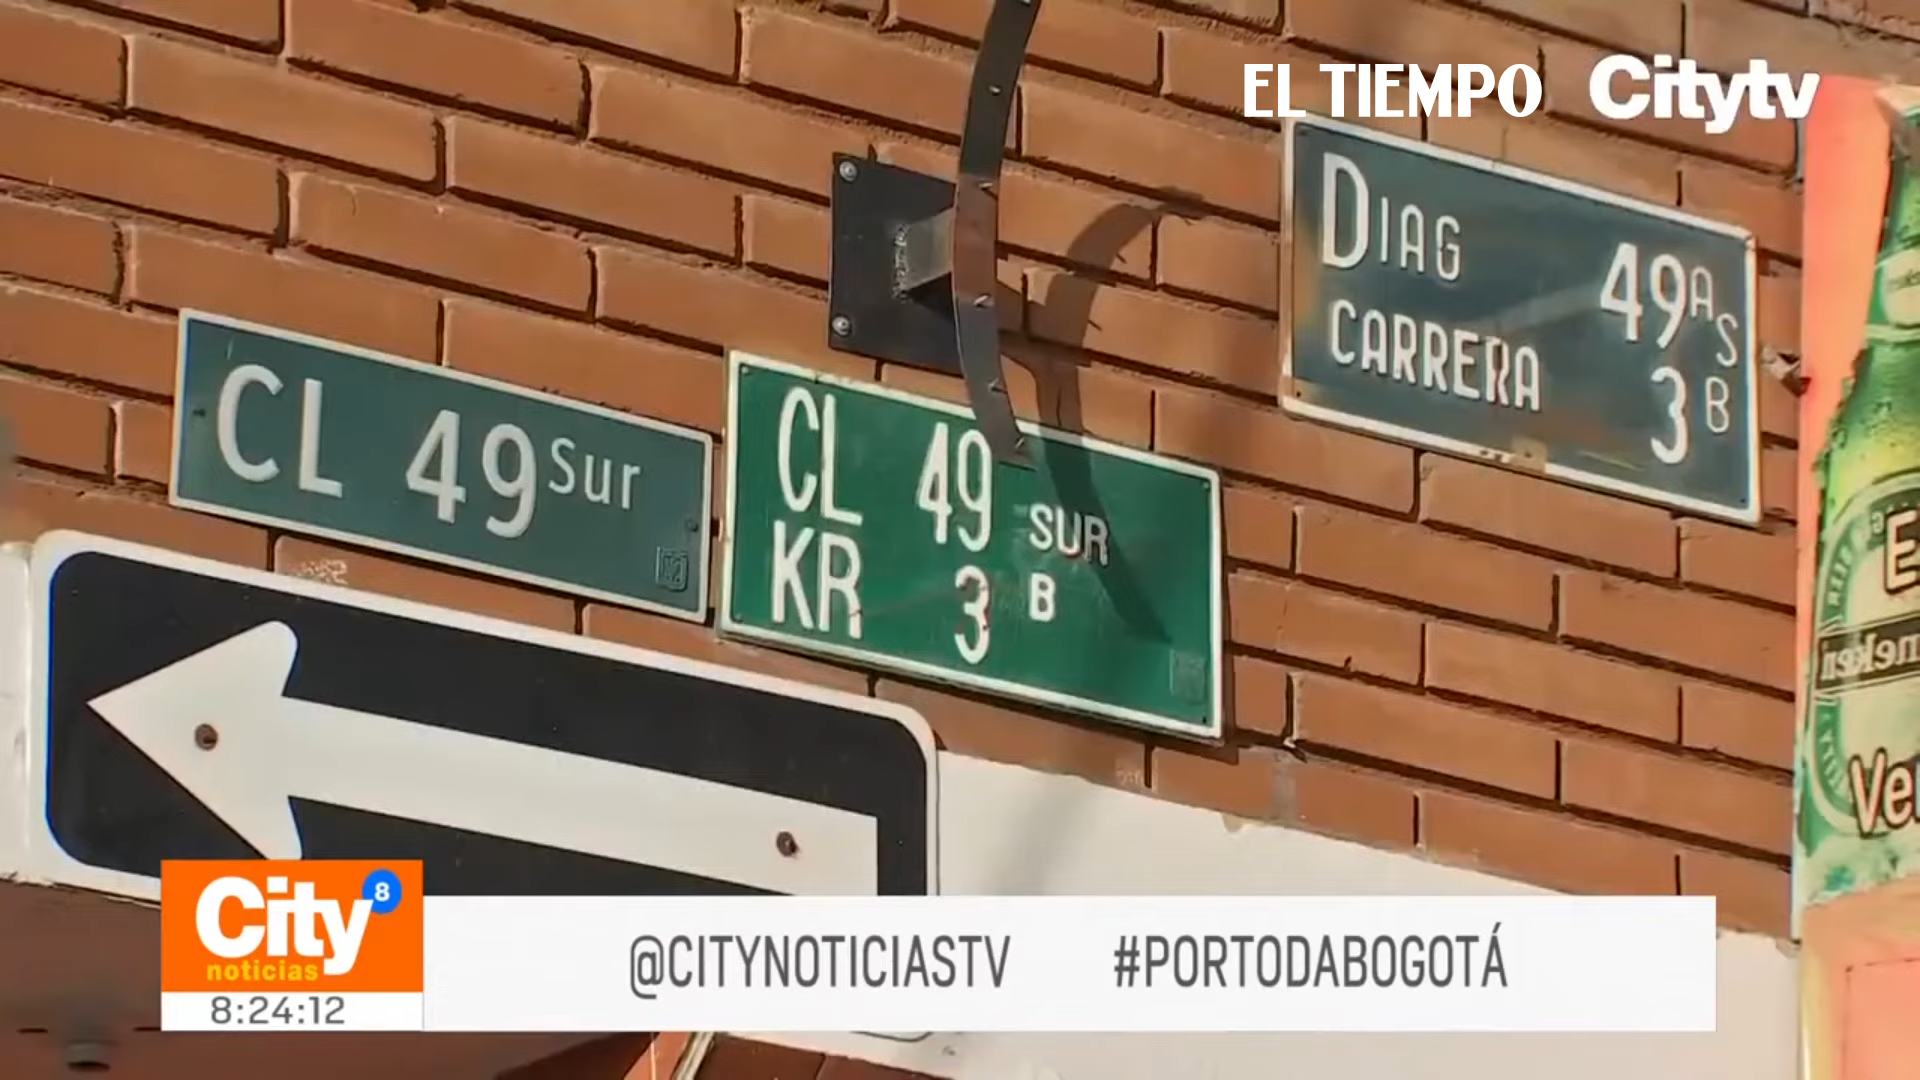 EL TIEMPO Citytv
DIAG 49 A S
CARRERA 3 B
CL 49 Sur
CL 49 SUR
KR 3 B
Ve
City 8
noticias
8:24:12
@CITYNOTICIASTV #PORTODABOGOTÁ